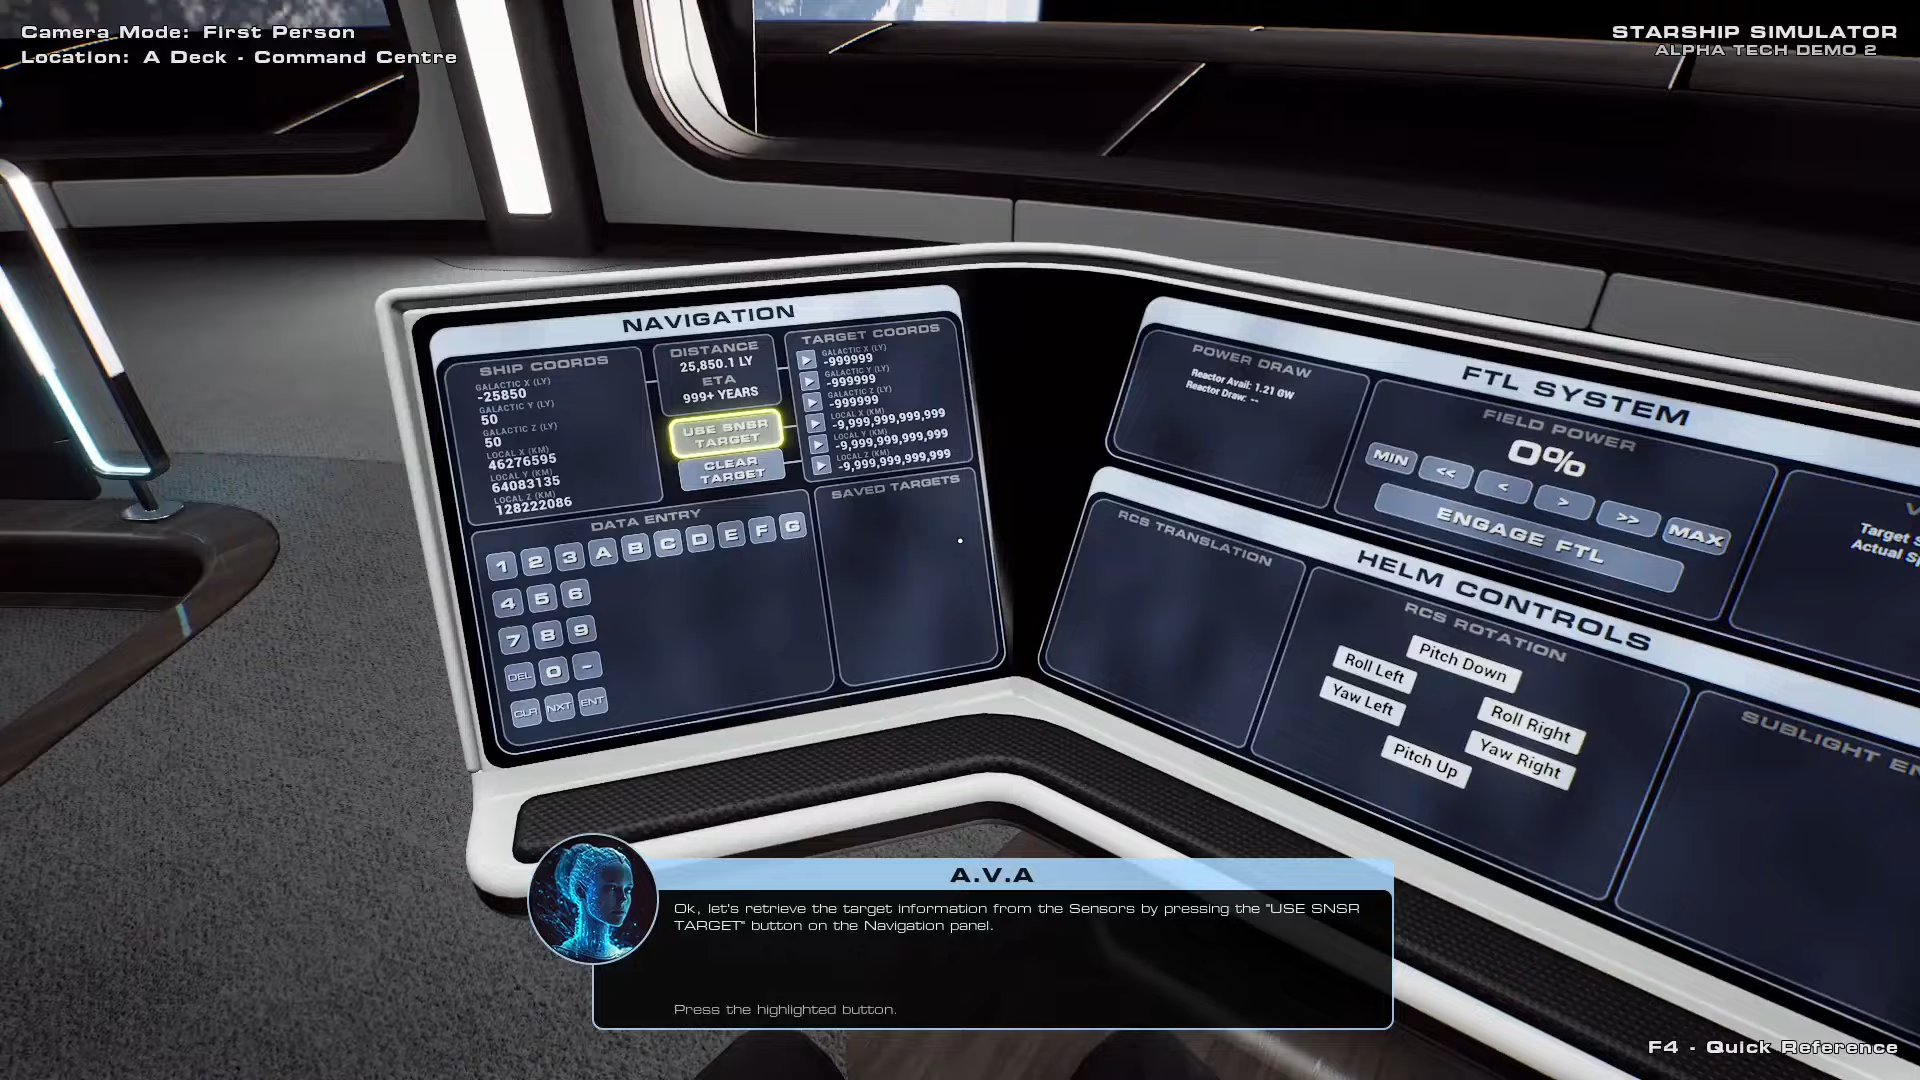 Camera Mode: First Person
Location: A Deck - Command Centre
STARSHIP SIMULATOR
ALPHA TECH DEMO 2
NAVIGATION
SHIP COORDS
GALACTIC X (LY)
-25850
GALACTIC Y (LY)
50
GALACTIC Z (LY)
50
LOCAL X (KM)
46276595
LOCAL Y (KM)
64083135
LOCAL Z (KM)
128222086
DISTANCE
25,850.1 LY
ETA
999+ YEARS
USE SNSR
TARGET
CLEAR
TARGET
TARGET COORDS
GALACTIC X (LY)
-999999
GALACTIC Y (LY)
-999999
GALACTIC Z (LY)
-999999
LOCAL X (KM)
-9,999,999,999,999
LOCAL Y (KM)
-9,999,999,999,999
LOCAL Z (KM)
-9,999,999,999,999
DATA ENTRY
1 2 3 A B C D E F G
4 5 6
7 8 9
DEL 0 -
CLR NXT ENT
SAVED TARGETS
FTL SYSTEM
POWER DRAW
Reactor Avail: 1.21 GW
Reactor Draw: --
FIELD POWER
0%
MIN << < > >> MAX
ENGAGE FTL
Target S
Actual Sp
HELM CONTROLS
RCS TRANSLATION
RCS ROTATION
Pitch Down
Roll Left
Yaw Left
Roll Right
Yaw Right
Pitch Up
SUBLIGHT EN
A.V.A
Ok, let's retrieve the target information from the Sensors by pressing the "USE SNSR
TARGET" button on the Navigation panel.
Press the highlighted button.
F4 - Quick Reference